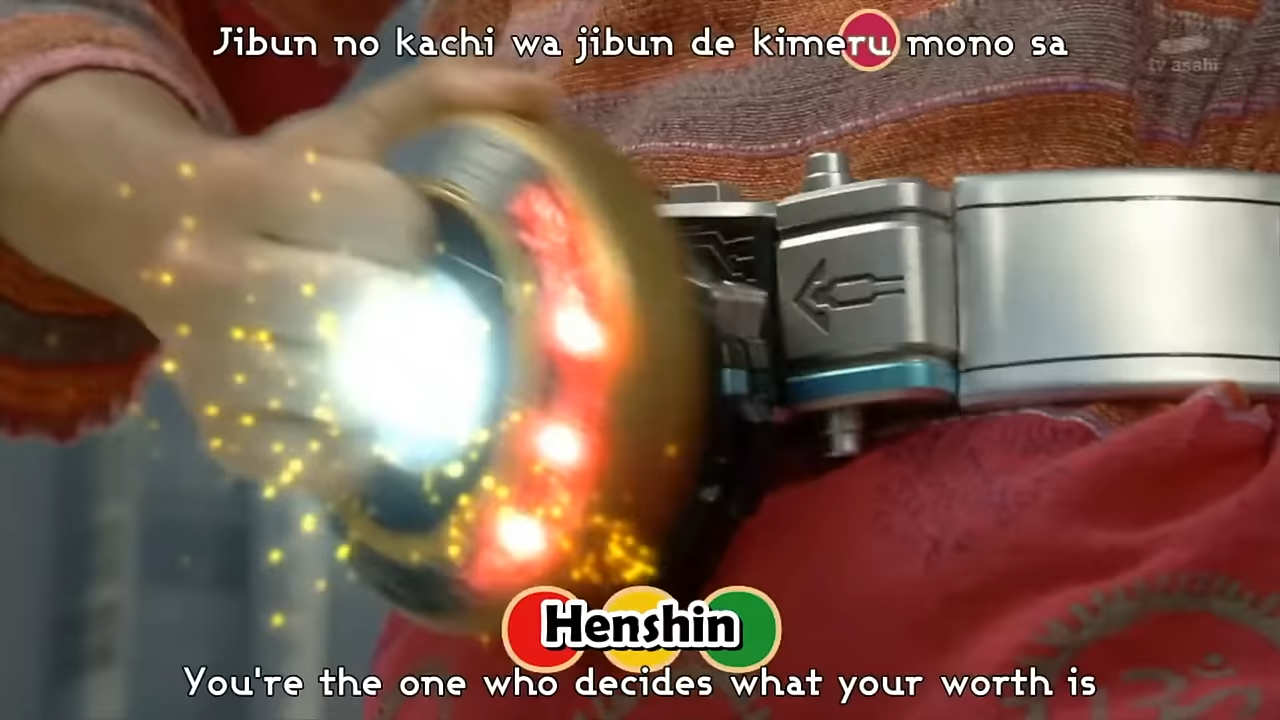 Jibun no kachi wa jibun de kimeru mono sa
tv asahi
Henshin
You're the one who decides what your worth is